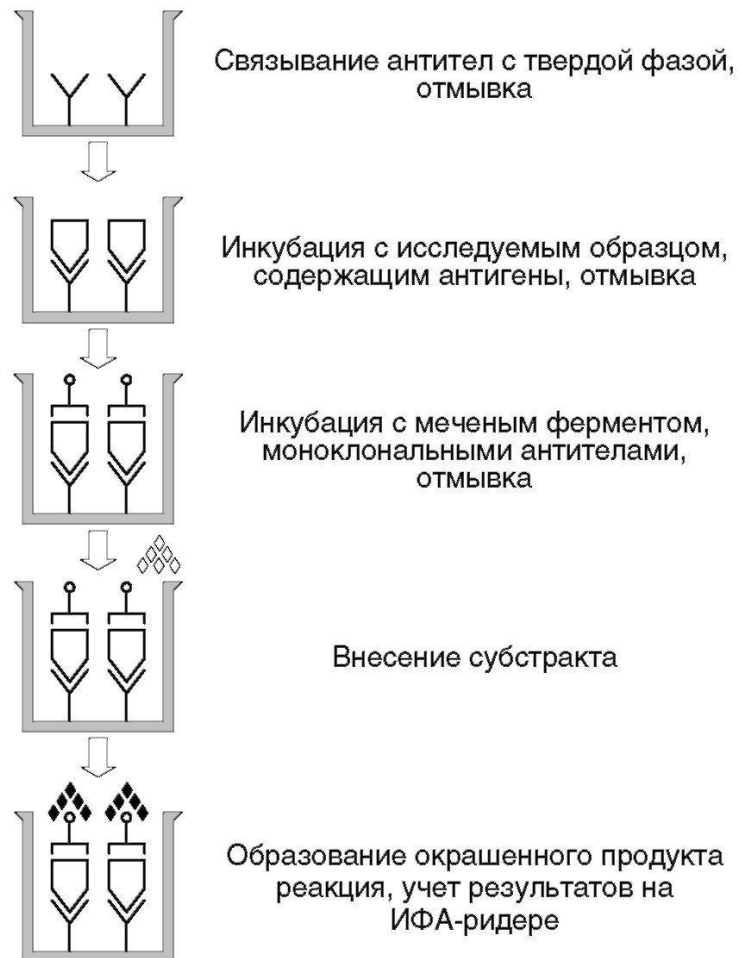 Связывание антител с твердой фазой,
отмывка
Инкубация с исследуемым образцом,
содержащим антигены, отмывка
Инкубация с меченым ферментом,
моноклональными антителами,
отмывка
Внесение субстракта
Образование окрашенного продукта
реакция, учет результатов на
ИФА-ридере